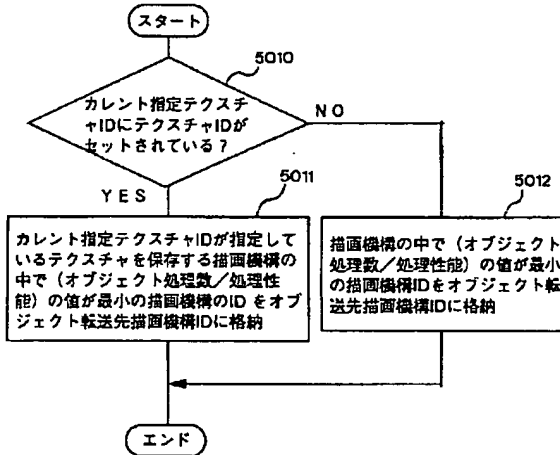 スタート
5010
カレント指定テクスチ
ャIDにテクスチャIDが
セットされている？
NO
YES
5011
カレント指定テクスチャIDが指定して
いるテクスチャを保存する描画機構の
中で（オブジェクト処理数／処理性
能）の値が最小の描画機構のID をオブ
ジェクト転送先描画機構IDに格納
5012
描画機構の中で（オブジェクト
処理数／処理性能）の値が最小
の描画機構IDをオブジェクト転
送先描画機構IDに格納
エンド